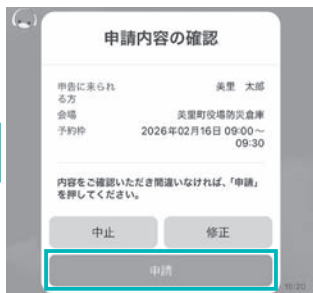 申請内容の確認
申告に来られ 美里 太郎
る方
会場 美里町役場防災倉庫
予約枠 2026年02月16日 09:00～
09:30
内容をご確認いただき間違いなければ、「申請」
を押してください。
中止 修正
申請
16:20